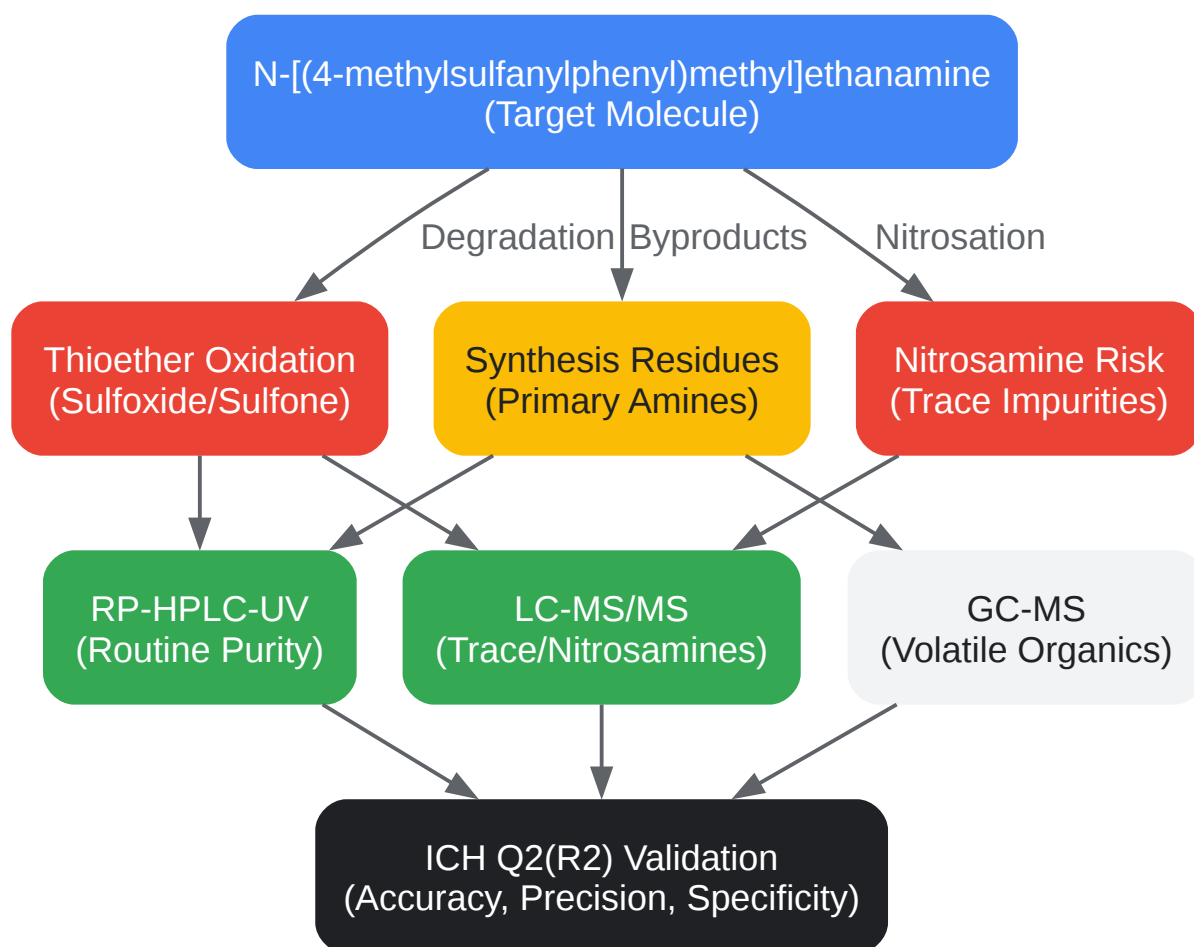 N-[(4-methylsulfanylphenyl)methyl]ethanamine
(Target Molecule)
Degradation
Byproducts
Nitrosation
Thioether Oxidation
(Sulfoxide/Sulfone)
Synthesis Residues
(Primary Amines)
Nitrosamine Risk
(Trace Impurities)
RP-HPLC-UV
(Routine Purity)
LC-MS/MS
(Trace/Nitrosamines)
GC-MS
(Volatile Organics)
ICH Q2(R2) Validation
(Accuracy, Precision, Specificity)